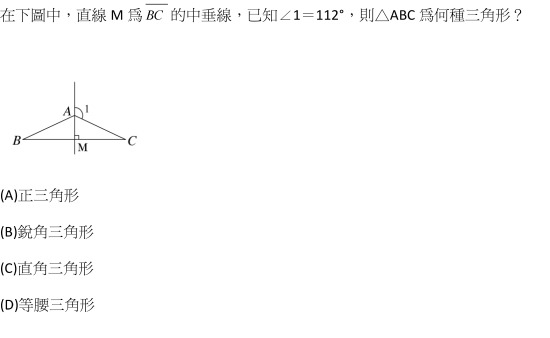 在下圖中，直線 M 為 BC 的中垂線，已知∠1＝112°，則△ABC 為何種三角形？
A 1
B M C
(A)正三角形
(B)銳角三角形
(C)直角三角形
(D)等腰三角形